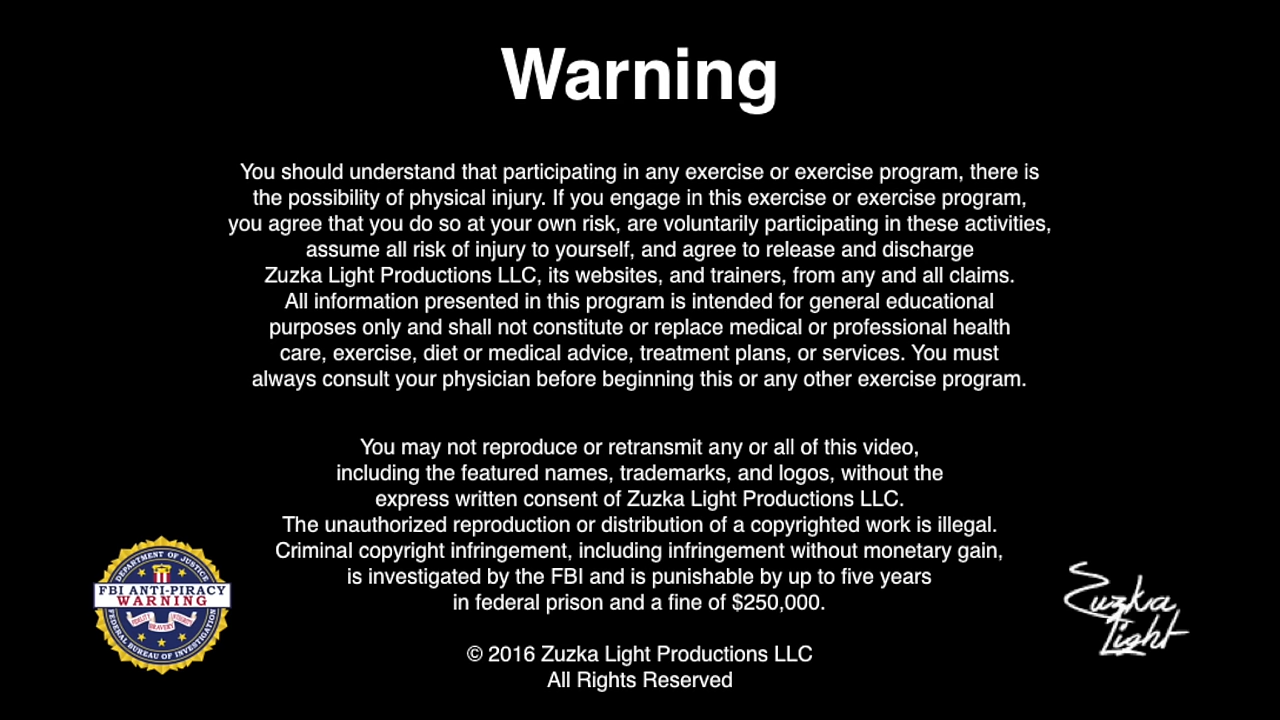 Warning
You should understand that participating in any exercise or exercise program, there is
the possibility of physical injury. If you engage in this exercise or exercise program,
you agree that you do so at your own risk, are voluntarily participating in these activities,
assume all risk of injury to yourself, and agree to release and discharge
Zuzka Light Productions LLC, its websites, and trainers, from any and all claims.
All information presented in this program is intended for general educational
purposes only and shall not constitute or replace medical or professional health
care, exercise, diet or medical advice, treatment plans, or services. You must
always consult your physician before beginning this or any other exercise program.
You may not reproduce or retransmit any or all of this video,
including the featured names, trademarks, and logos, without the
express written consent of Zuzka Light Productions LLC.
The unauthorized reproduction or distribution of a copyrighted work is illegal.
Criminal copyright infringement, including infringement without monetary gain,
is investigated by the FBI and is punishable by up to five years
in federal prison and a fine of $250,000.
© 2016 Zuzka Light Productions LLC
All Rights Reserved
DEPARTMENT OF JUSTICE
FBI ANTI-PIRACY
WARNING
FIDELITY BRAVERY INTEGRITY
FEDERAL BUREAU OF INVESTIGATION
Zuzka
Light